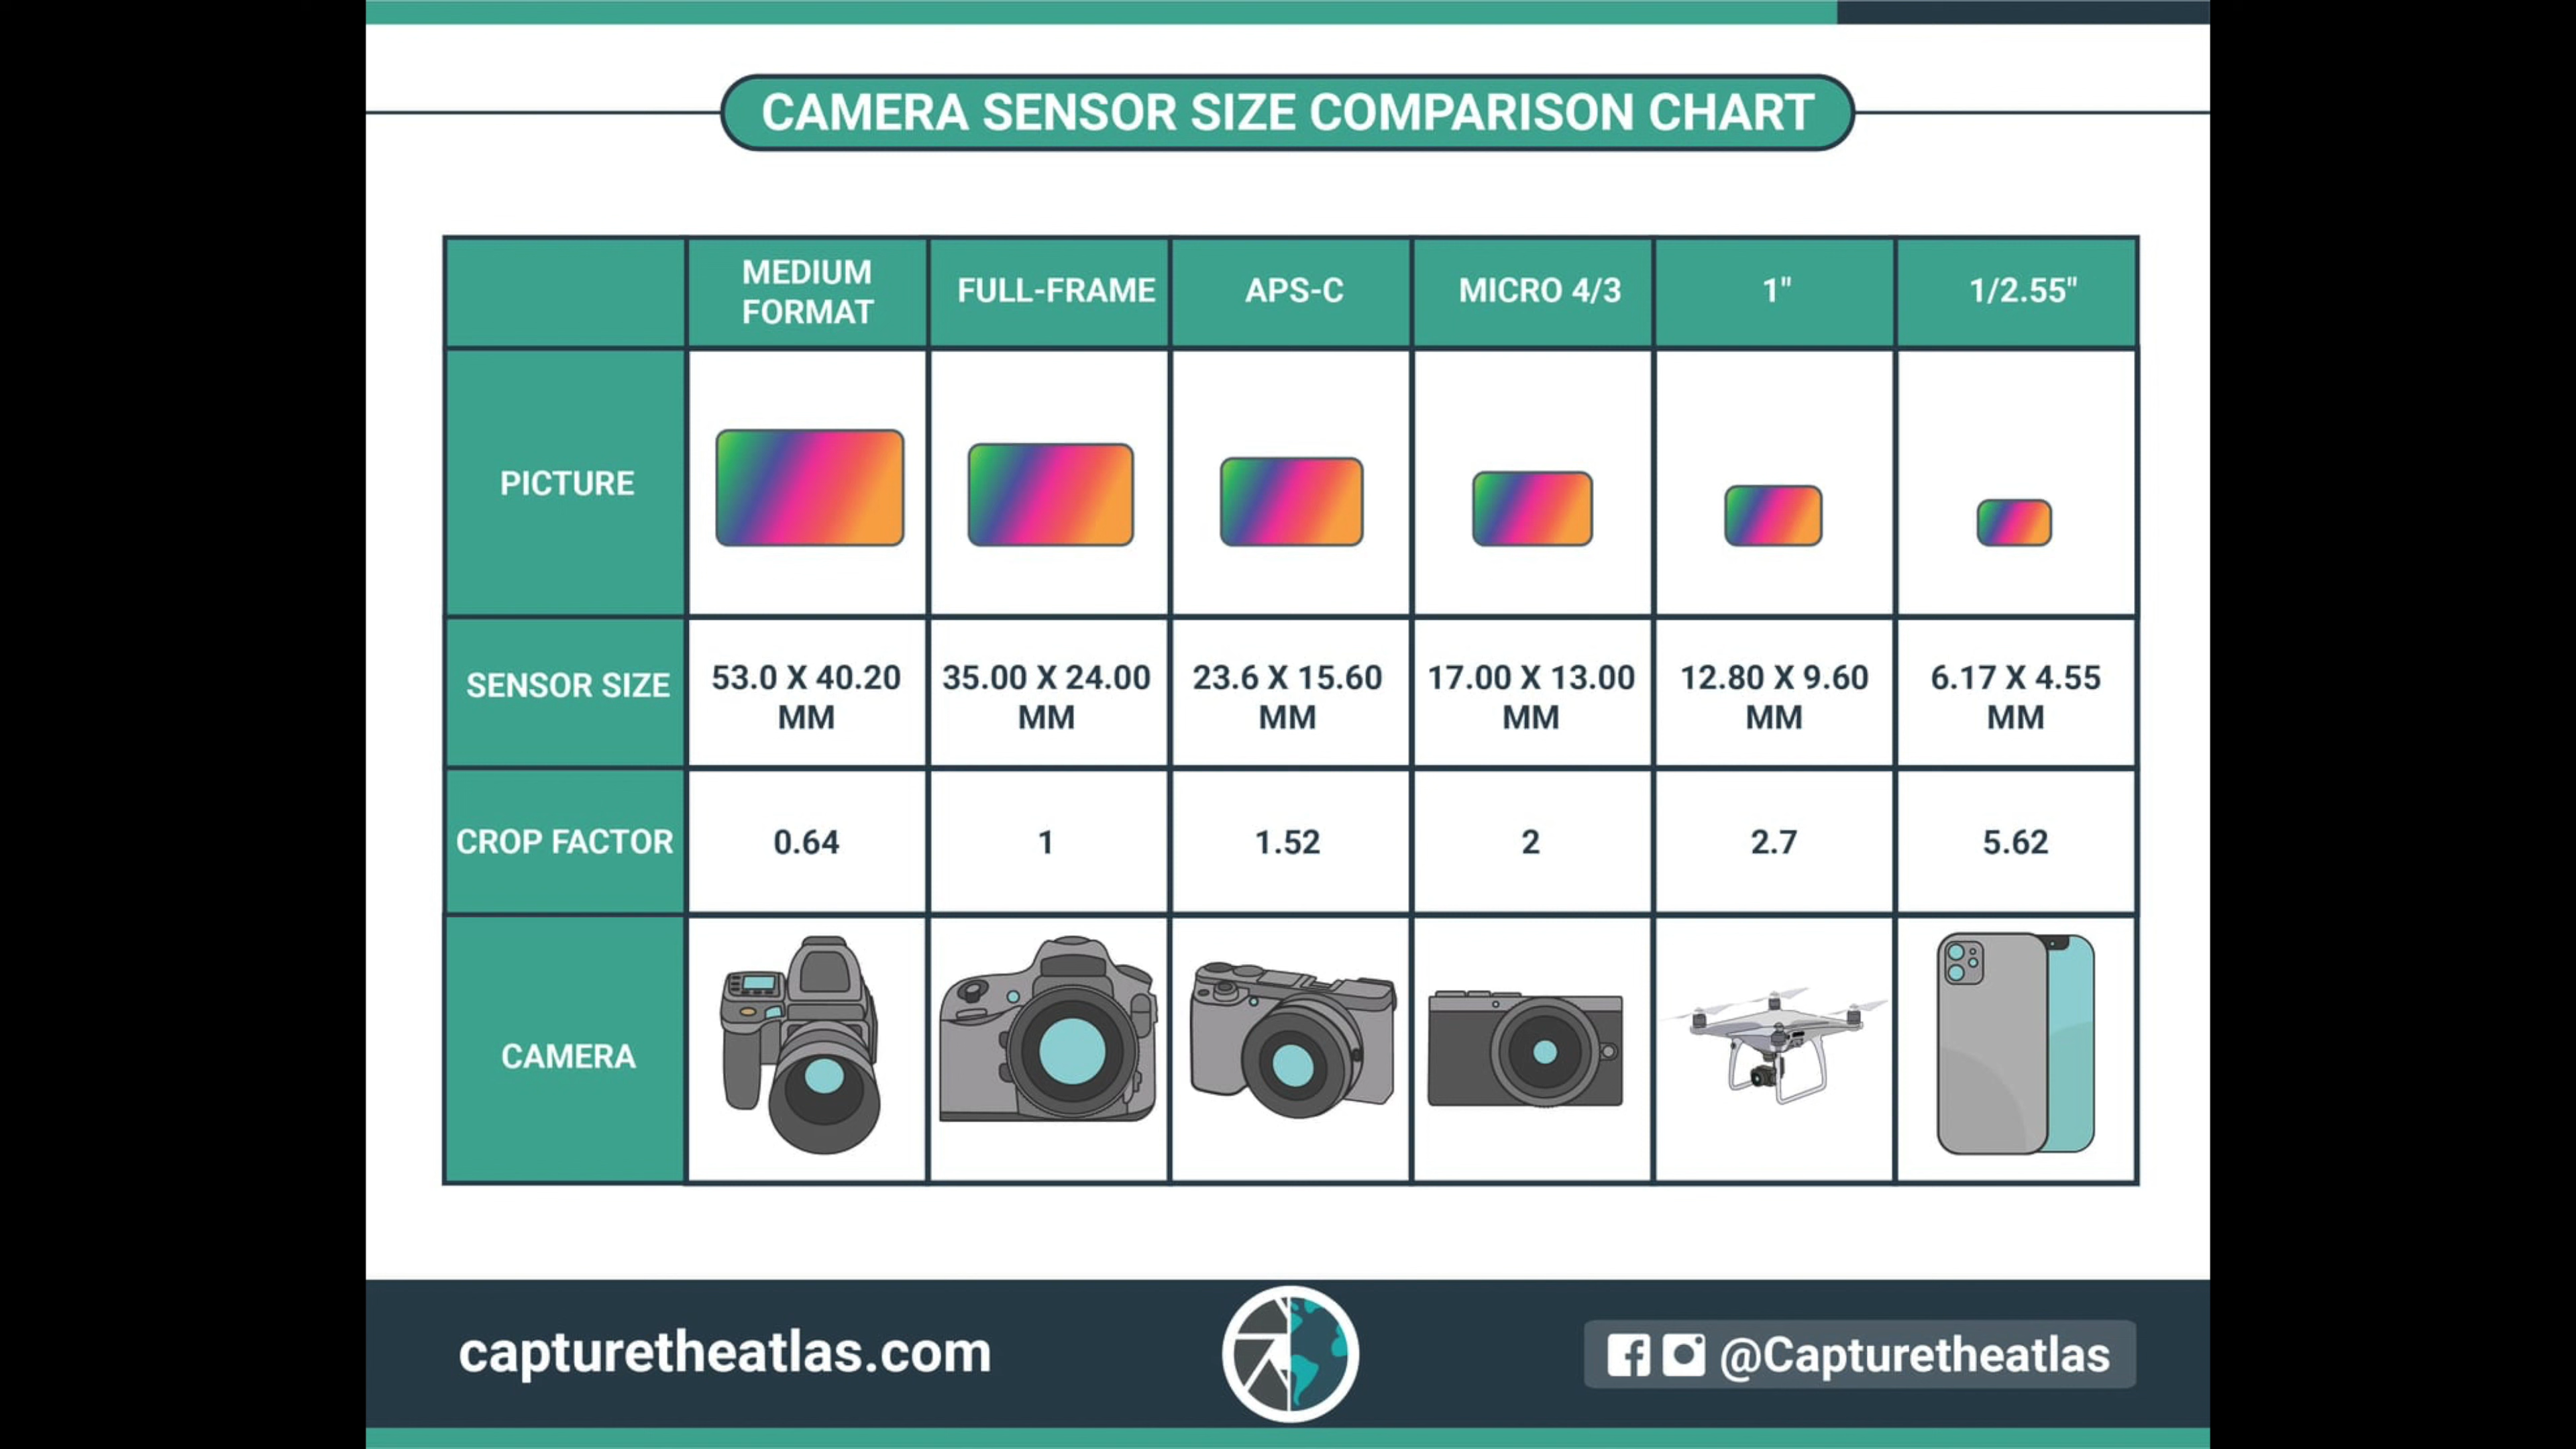 CAMERA SENSOR SIZE COMPARISON CHART
MEDIUM
FORMAT
FULL-FRAME
APS-C
MICRO 4/3
1"
1/2.55"
PICTURE
SENSOR SIZE
53.0 X 40.20
MM
35.00 X 24.00
MM
23.6 X 15.60
MM
17.00 X 13.00
MM
12.80 X 9.60
MM
6.17 X 4.55
MM
CROP FACTOR
0.64
1
1.52
2
2.7
5.62
CAMERA
capturetheatlas.com
@Capturetheatlas